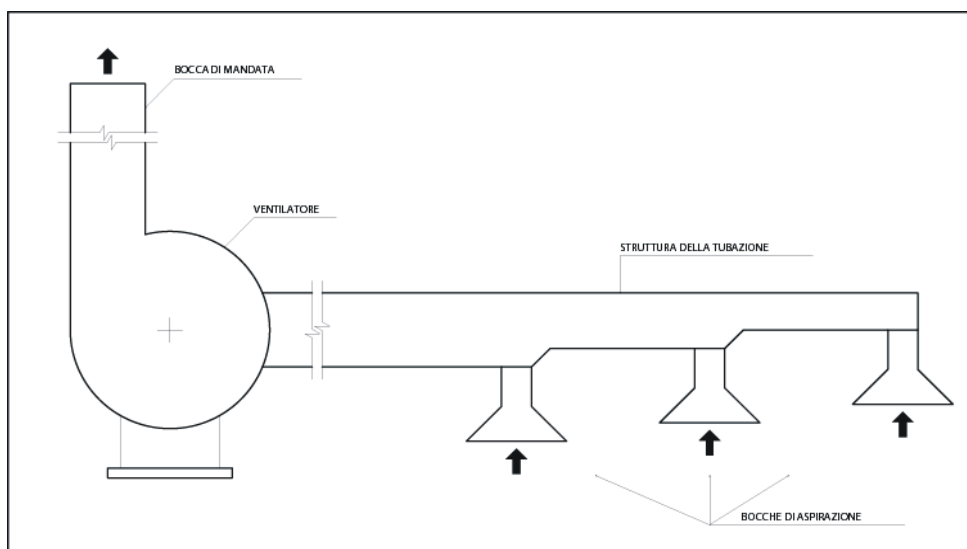 BOCCA DI MANDATA
VENTILATORE
STRUTTURA DELLA TUBAZIONE
BOCCHE DI ASPIRAZIONE